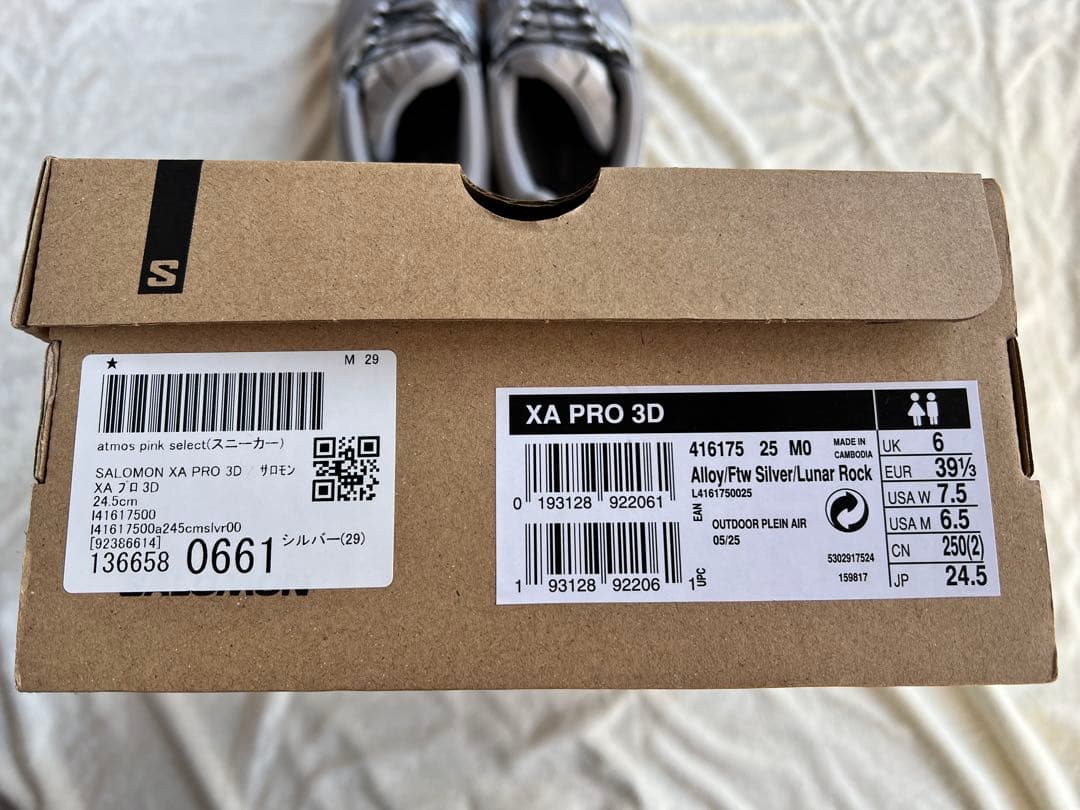 S
★ M 29
atmos pink select(スニーカー)
SALOMON XA PRO 3D / サロモン
XA プロ 3D
24.5cm
l41617500
l41617500a245cmslvr00
[92386614] シルバー(29)
136658 0661
SALOMON
XA PRO 3D
416175 25 M0
MADE IN
CAMBODIA
Alloy/Ftw Silver/Lunar Rock
L4161750025
0 193128 922061
EAN
OUTDOOR PLEIN AIR
05/25
5302917524
159817
1 93128 92206 1
UPC
UK 6
EUR 39⅓
USA W 7.5
USA M 6.5
CN 250(2)
JP 24.5